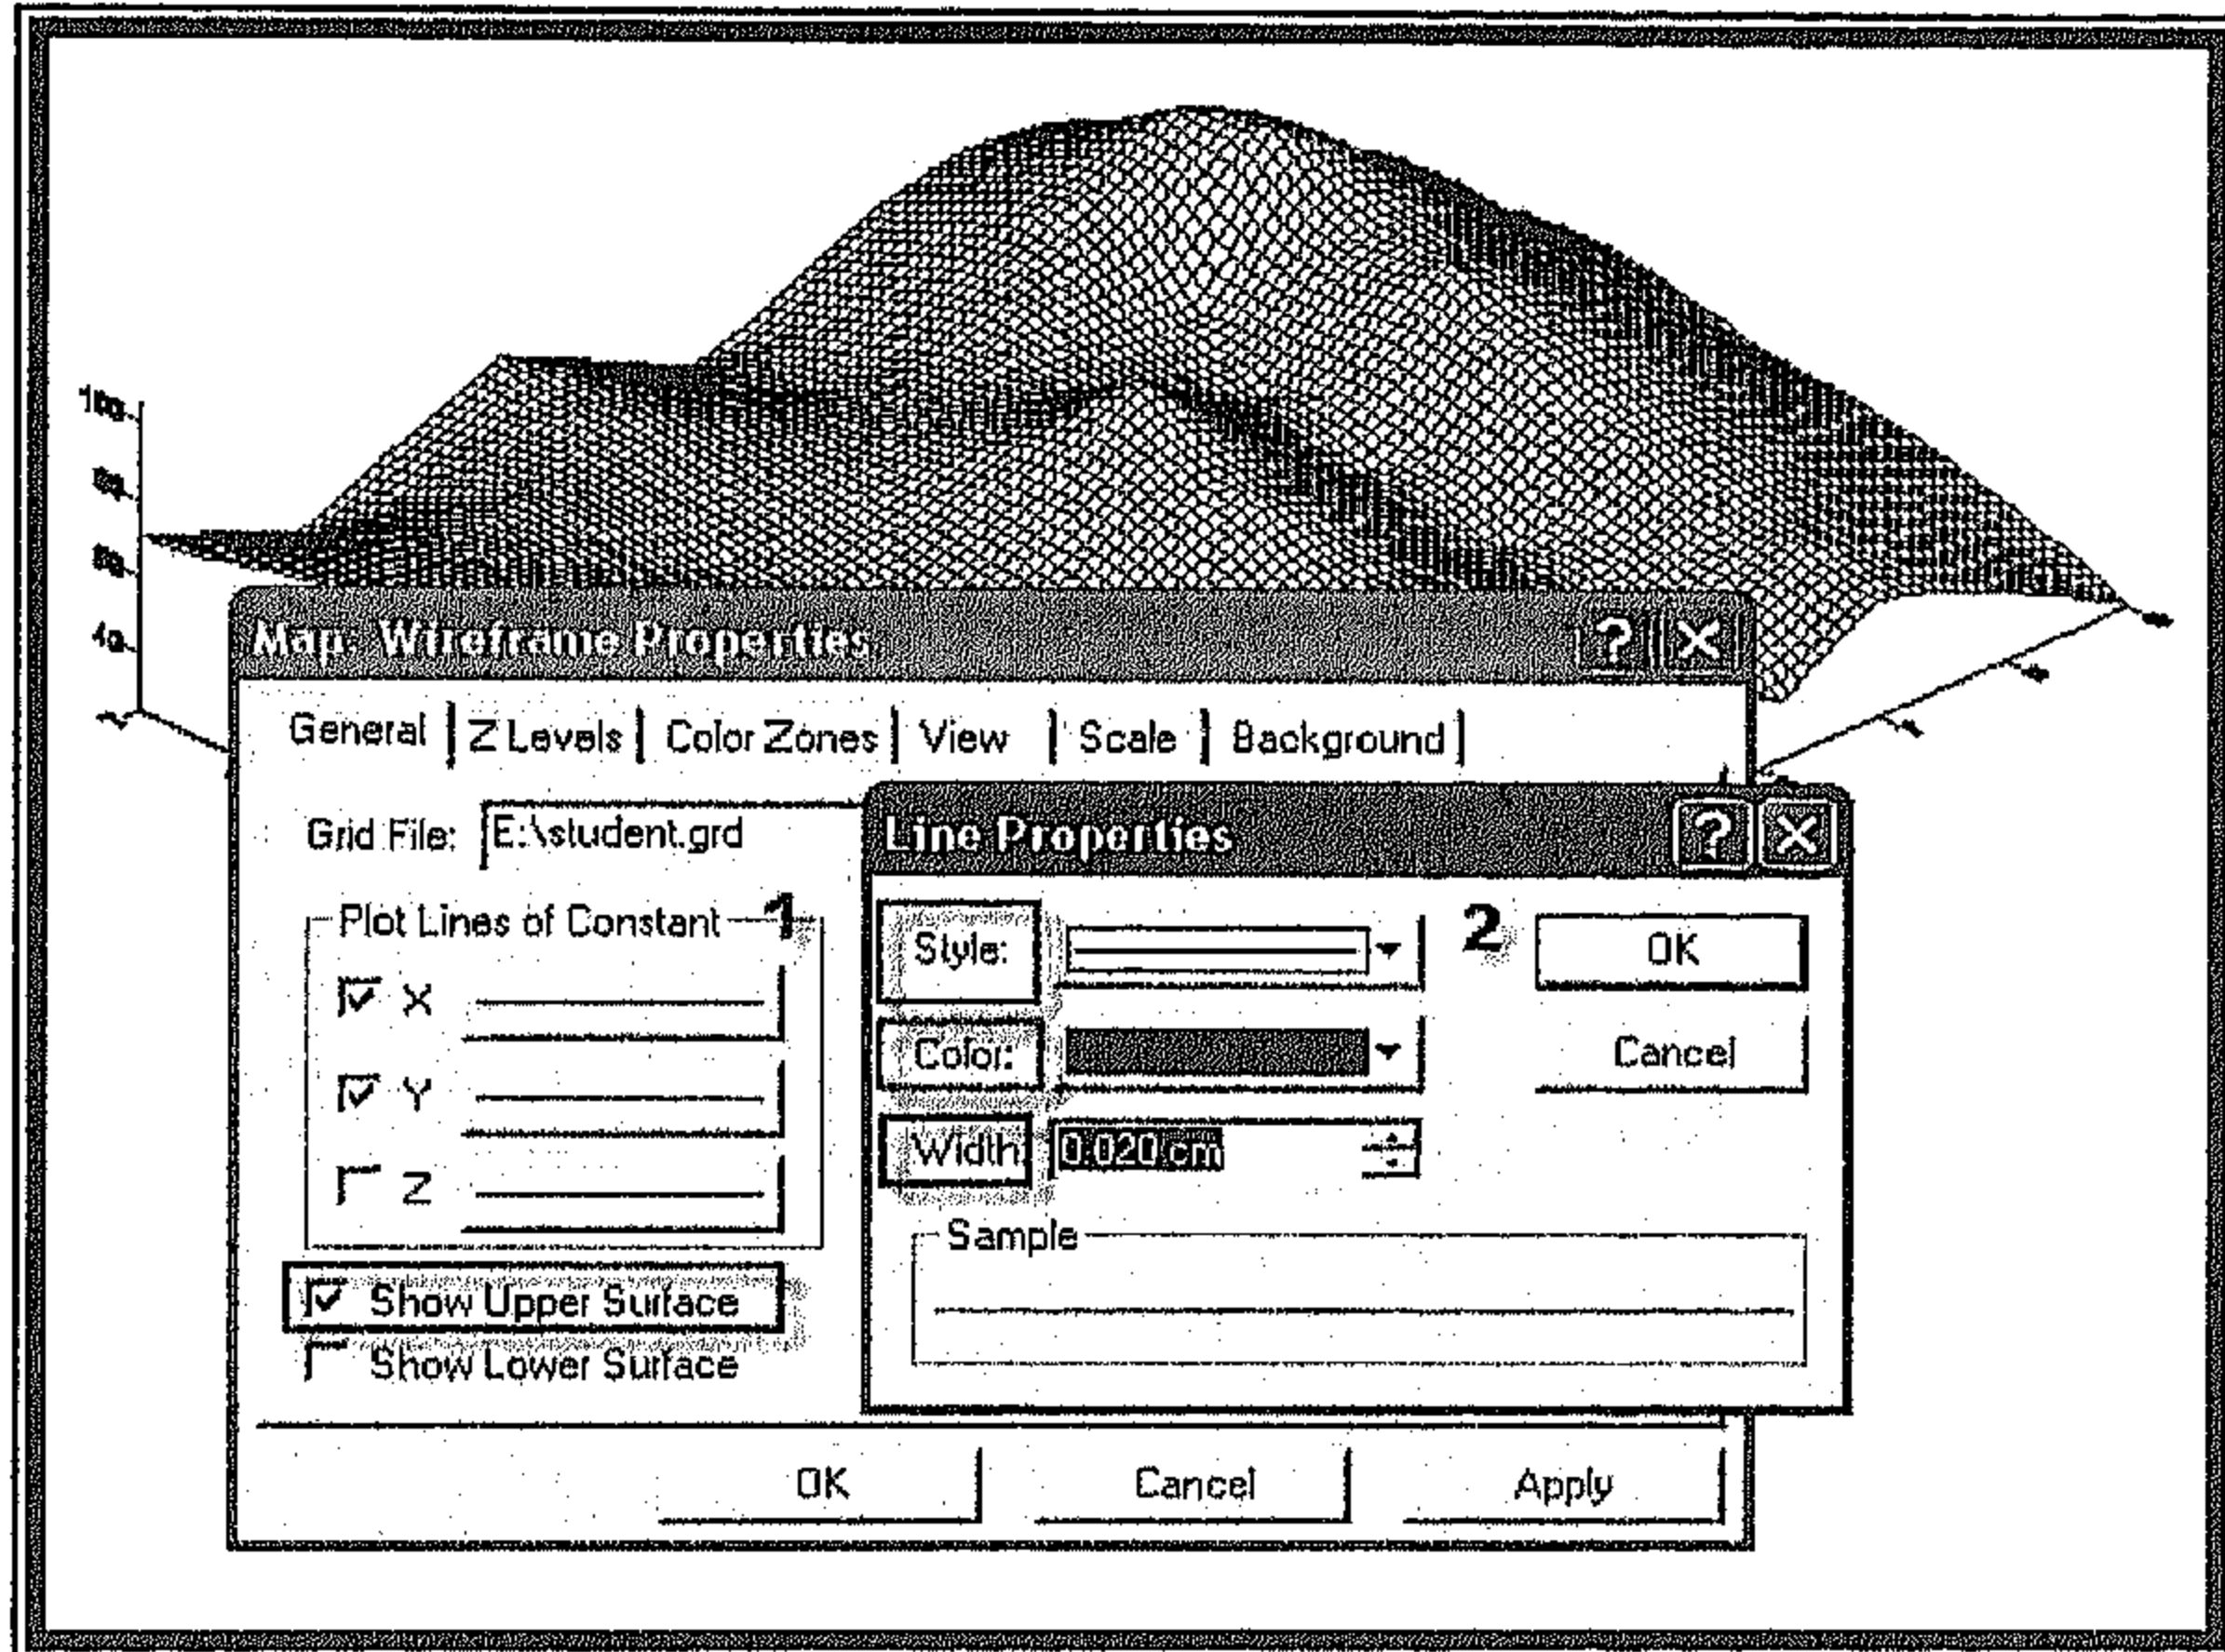 100
40
Map: Wireframe Properties
General
Z Levels
Color Zones
View
Scale
Background
Grid File:
E:\student.grd
Plot Lines of Constant
1
X
Y
Z
Show Upper Surface
Show Lower Surface
OK
Cancel
Apply
Line Properties
Style:
2
OK
Color:
Cancel
Width
0.020 cm
Sample